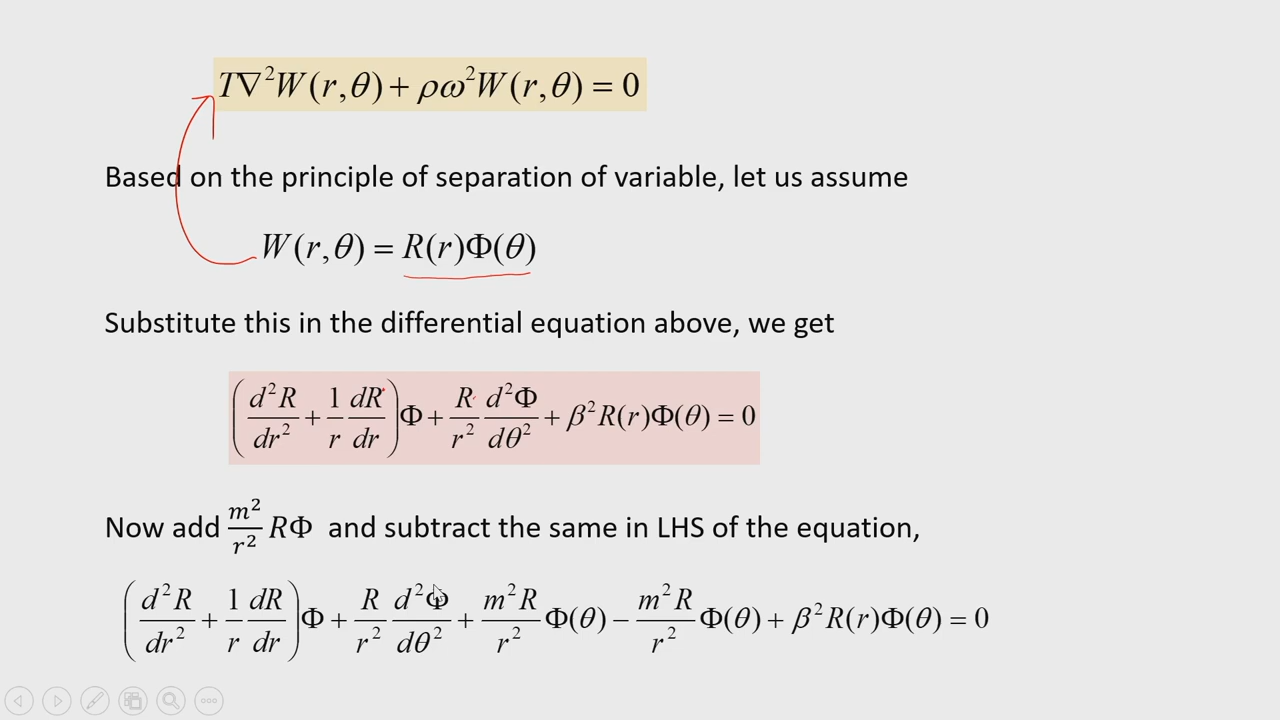 T∇²W(r,θ) + ρω²W(r,θ) = 0
Based on the principle of separation of variable, let us assume
W(r,θ) = R(r)Φ(θ)
Substitute this in the differential equation above, we get
(d²R/dr² + 1/r dR/dr)Φ + R/r² d²Φ/dθ² + β²R(r)Φ(θ) = 0
Now add m²/r² RΦ and subtract the same in LHS of the equation,
(d²R/dr² + 1/r dR/dr)Φ + R/r² d²Φ/dθ² + m²R/r² Φ(θ) − m²R/r² Φ(θ) + β²R(r)Φ(θ) = 0